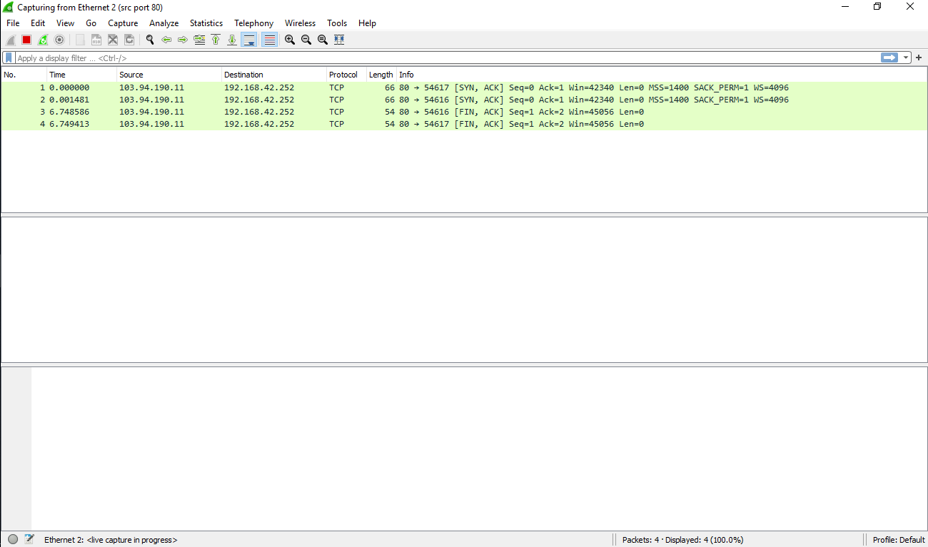 Capturing from Ethernet 2 (src port 80)
File Edit View Go Capture Analyze Statistics Telephony Wireless Tools Help
Apply a display filter ... <Ctrl-/>
No. Time Source Destination Protocol Length Info
1 0.000000 103.94.190.11 192.168.42.252 TCP 66 80 → 54617 [SYN, ACK] Seq=0 Ack=1 Win=42340 Len=0 MSS=1400 SACK_PERM=1 WS=4096
2 0.001481 103.94.190.11 192.168.42.252 TCP 66 80 → 54616 [SYN, ACK] Seq=0 Ack=1 Win=42340 Len=0 MSS=1400 SACK_PERM=1 WS=4096
3 6.748586 103.94.190.11 192.168.42.252 TCP 54 80 → 54616 [FIN, ACK] Seq=1 Ack=2 Win=45056 Len=0
4 6.749413 103.94.190.11 192.168.42.252 TCP 54 80 → 54617 [FIN, ACK] Seq=1 Ack=2 Win=45056 Len=0
Ethernet 2: <live capture in progress> Packets: 4 · Displayed: 4 (100.0%) Profile: Default